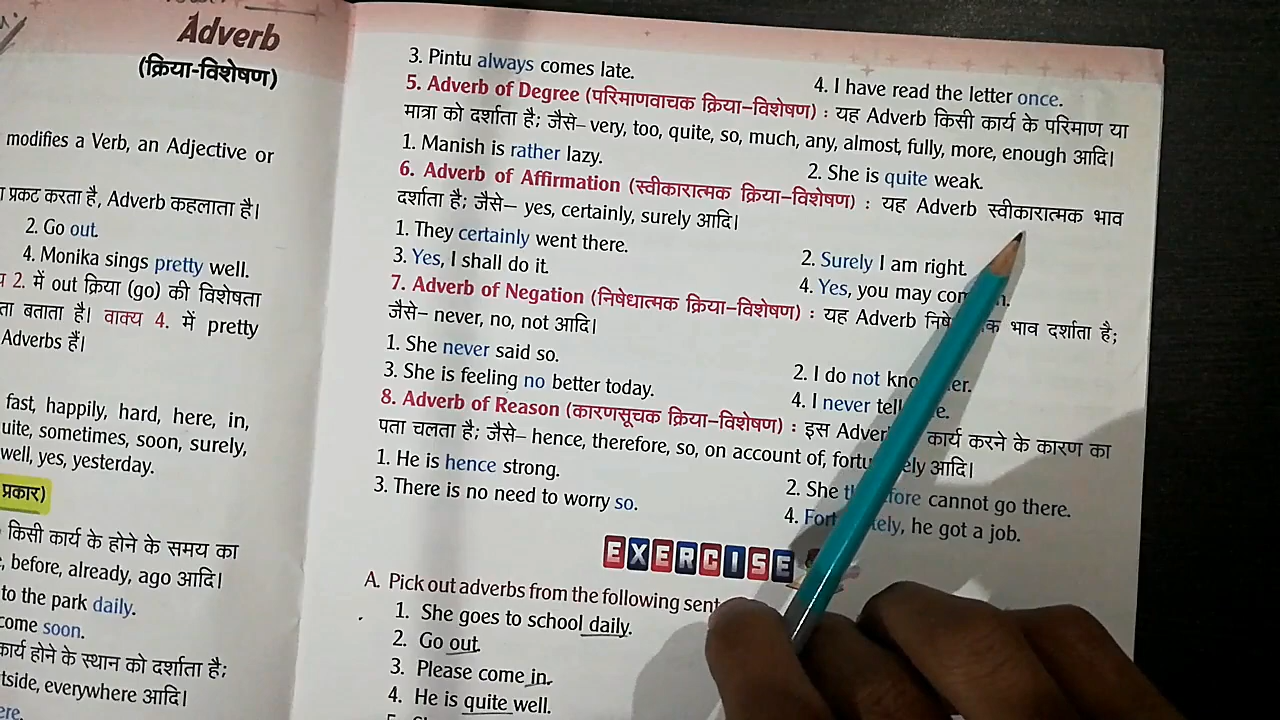 Adverb
(क्रिया-विशेषण)
modifies a Verb, an Adjective or
प्रकट करता है, Adverb कहलाता है।
2. Go out.
4. Monika sings pretty well.
2. में out क्रिया (go) की विशेषता
बताता है। वाक्य 4. में pretty
Adverbs हैं।
fast, happily, hard, here, in,
sometimes, soon, surely,
well, yes, yesterday.
प्रकार)
किसी कार्य के होने के समय का
before, already, ago आदि।
to the park daily.
come soon.
कार्य होने के स्थान को दर्शाता है;
everywhere आदि।
3. Pintu always comes late.
4. I have read the letter once.
5. Adverb of Degree (परिमाणवाचक क्रिया-विशेषण) : यह Adverb किसी कार्य के परिमाण या
मात्रा को दर्शाता है; जैसे– very, too, quite, so, much, any, almost, fully, more, enough आदि।
1. Manish is rather lazy.
2. She is quite weak.
6. Adverb of Affirmation (स्वीकारात्मक क्रिया-विशेषण) : यह Adverb स्वीकारात्मक भाव
दर्शाता है; जैसे– yes, certainly, surely आदि।
1. They certainly went there.
2. Surely I am right.
3. Yes, I shall do it.
4. Yes, you may
7. Adverb of Negation (निषेधात्मक क्रिया-विशेषण) : यह Adverb भाव दर्शाता है;
जैसे– never, no, not आदि।
1. She never said so.
2. I do not
3. She is feeling no better today.
4. I never
8. Adverb of Reason (कारणसूचक क्रिया-विशेषण) : इस कार्य करने के कारण का
पता चलता है; जैसे– hence, therefore, so, on account of, आदि।
1. He is hence strong.
2. She cannot go there.
3. There is no need to worry so.
4. he got a job.
EXERCISE
A. Pick out adverbs from the following
1. She goes to school daily.
2. Go out.
3. Please come in.
4. He is quite well.